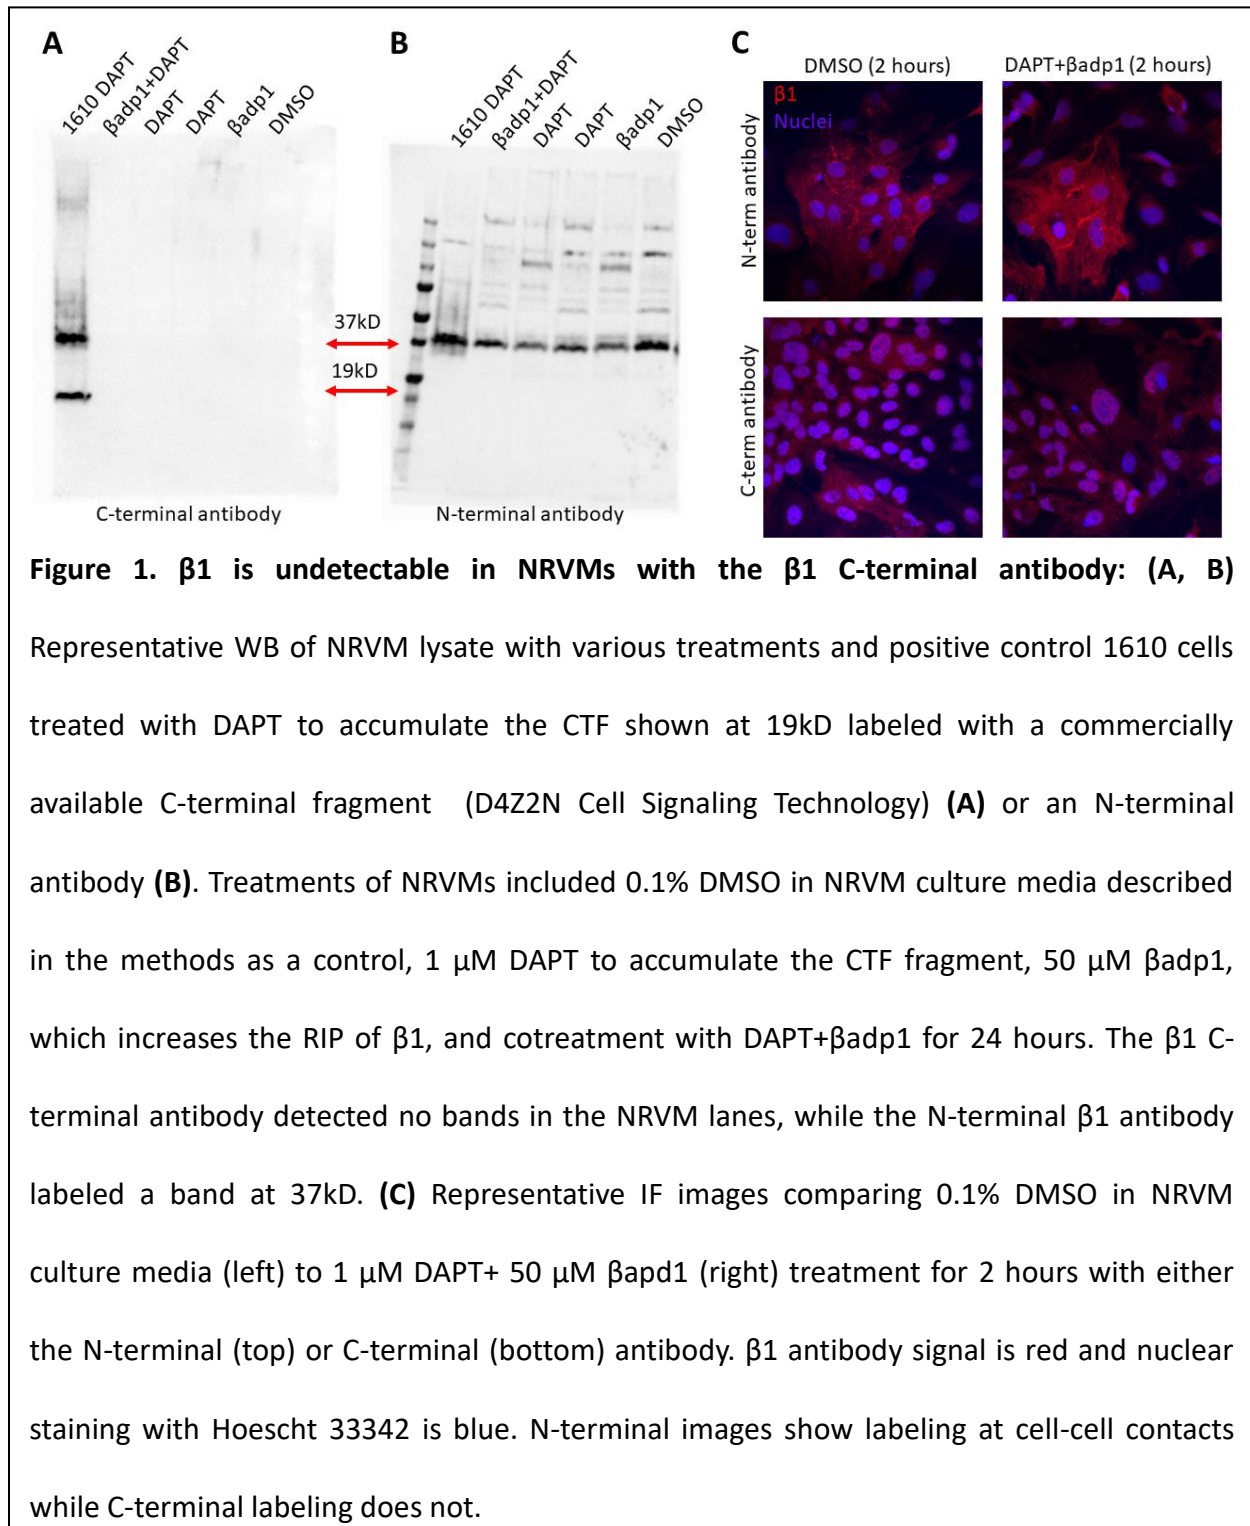 A
B
C
1610 DAPT
βadp1+DAPT
DAPT
DAPT
βadp1
DMSO
1610 DAPT
βadp1+DAPT
DAPT
DAPT
βadp1
DMSO
DMSO (2 hours)
DAPT+βadp1 (2 hours)
β1
Nuclei
N-term antibody
C-term antibody
37kD
19kD
C-terminal antibody
N-terminal antibody
Figure 1. β1 is undetectable in NRVMs with the β1 C-terminal antibody: (A, B)
Representative WB of NRVM lysate with various treatments and positive control 1610 cells
treated with DAPT to accumulate the CTF shown at 19kD labeled with a commercially
available C-terminal fragment (D4Z2N Cell Signaling Technology) (A) or an N-terminal
antibody (B). Treatments of NRVMs included 0.1% DMSO in NRVM culture media described
in the methods as a control, 1 μM DAPT to accumulate the CTF fragment, 50 μM βadp1,
which increases the RIP of β1, and cotreatment with DAPT+βadp1 for 24 hours. The β1 C-
terminal antibody detected no bands in the NRVM lanes, while the N-terminal β1 antibody
labeled a band at 37kD. (C) Representative IF images comparing 0.1% DMSO in NRVM
culture media (left) to 1 μM DAPT+ 50 μM βapd1 (right) treatment for 2 hours with either
the N-terminal (top) or C-terminal (bottom) antibody. β1 antibody signal is red and nuclear
staining with Hoescht 33342 is blue. N-terminal images show labeling at cell-cell contacts
while C-terminal labeling does not.